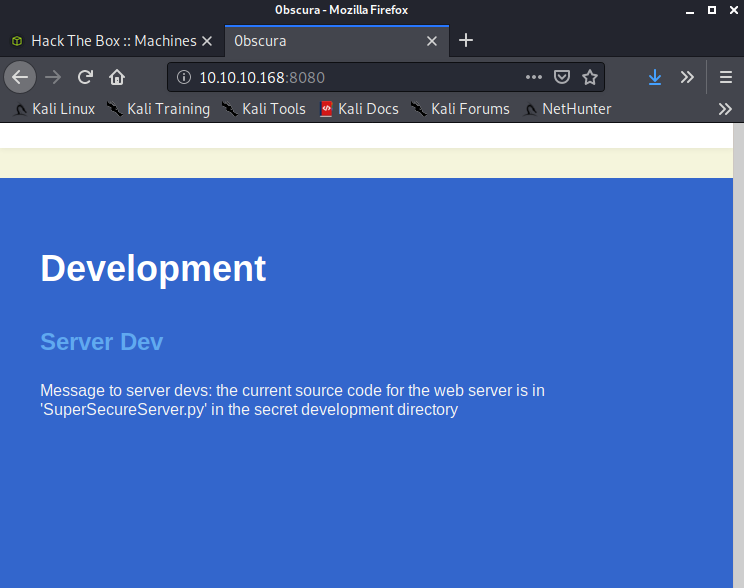 0bscura - Mozilla Firefox
Hack The Box :: Machines
0bscura
10.10.10.168:8080
Kali Linux
Kali Training
Kali Tools
Kali Docs
Kali Forums
NetHunter
Development
Server Dev
Message to server devs: the current source code for the web server is in
'SuperSecureServer.py' in the secret development directory